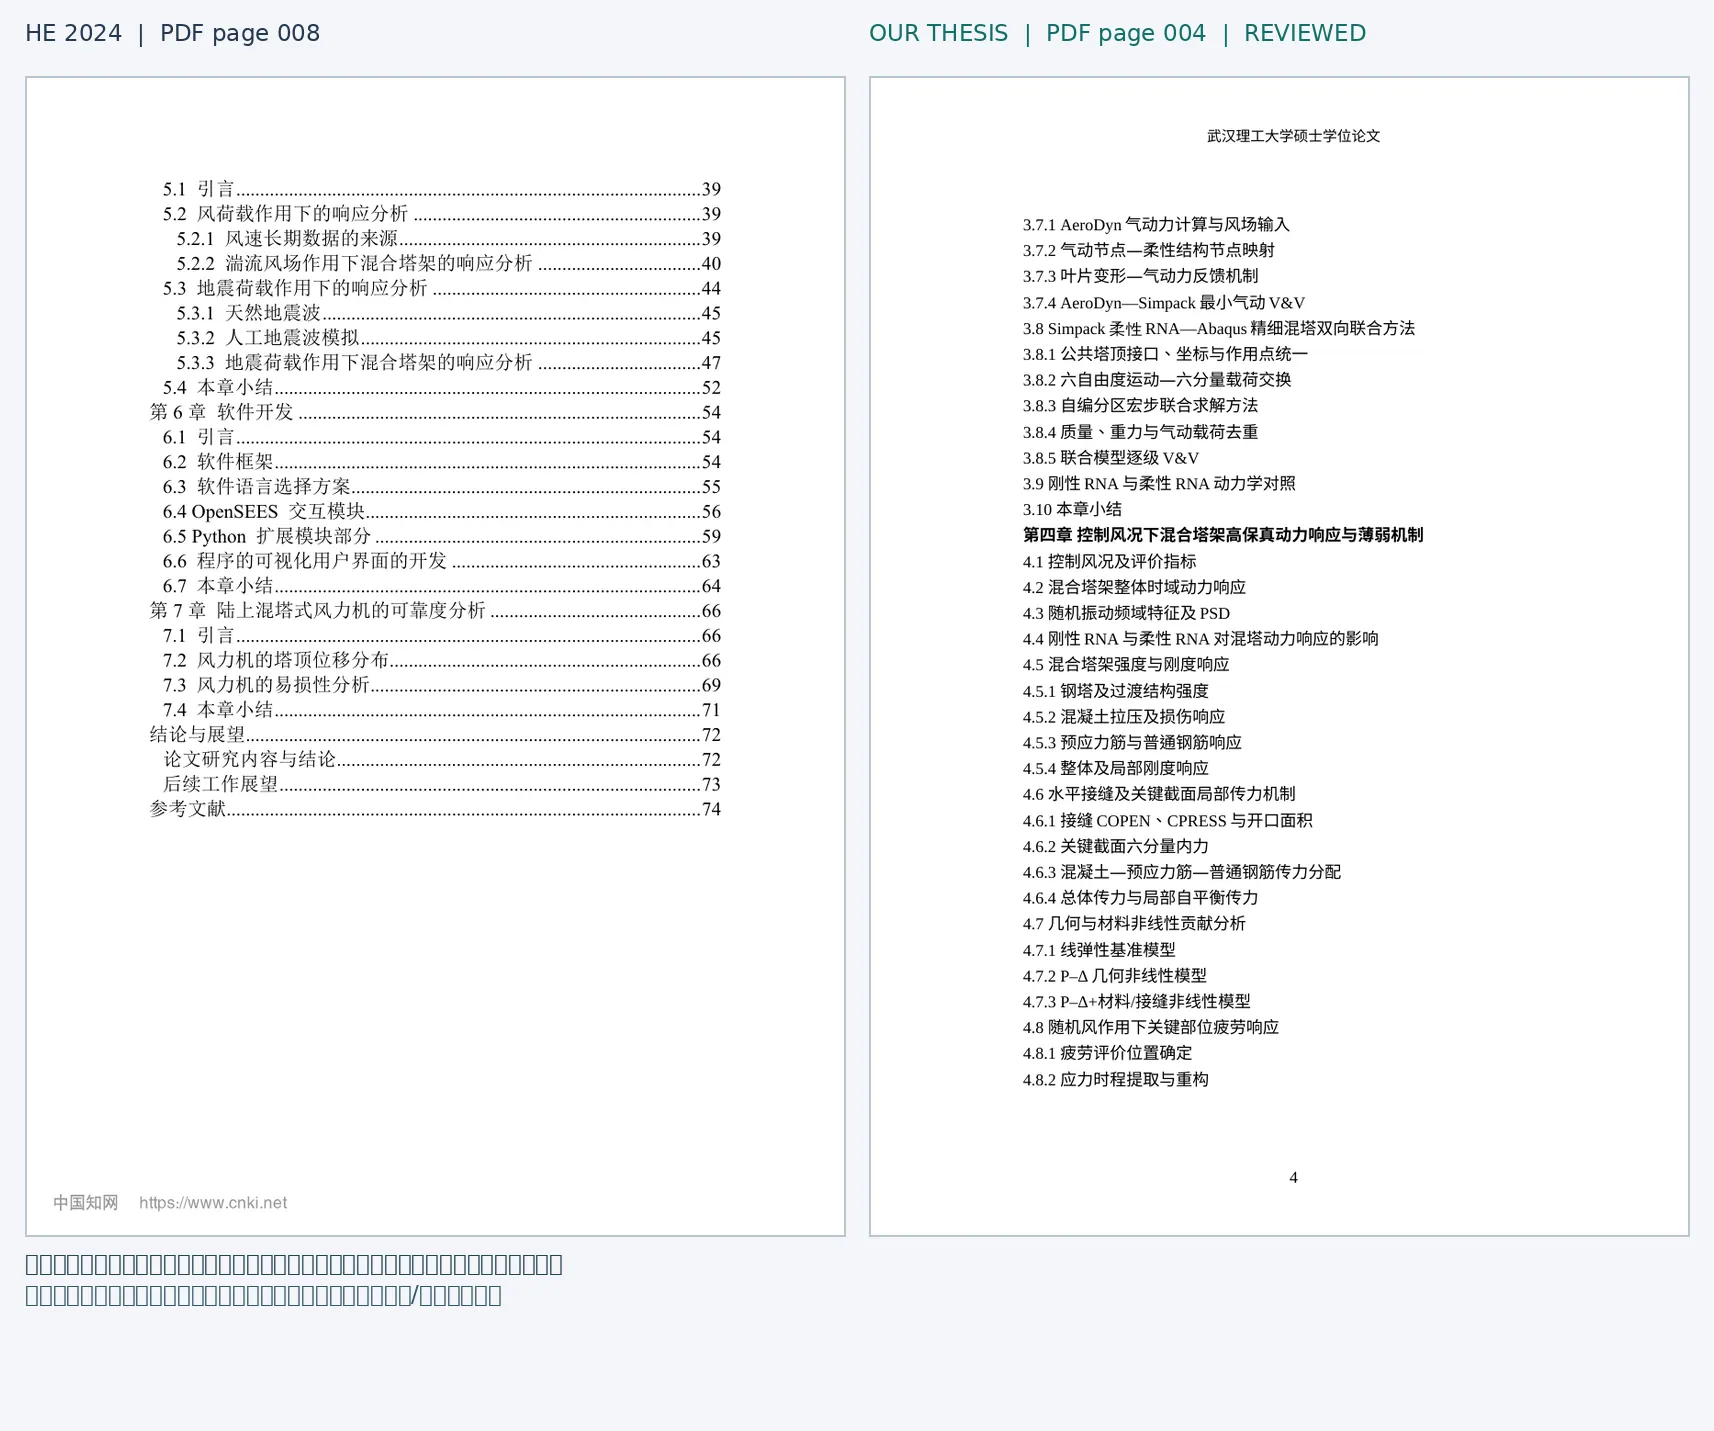 HE 2024 | PDF page 008
5.1 引言........................39
5.2 风荷载作用下的响应分析........................39
5.2.1 风速长期数据的来源........................39
5.2.2 湍流风场作用下混合塔架的响应分析........................40
5.3 地震荷载作用下的响应分析........................44
5.3.1 天然地震波........................45
5.3.2 人工地震波模拟........................45
5.3.3 地震荷载作用下混合塔架的响应分析........................47
5.4 本章小结........................52
第 6 章 软件开发........................54
6.1 引言........................54
6.2 软件框架........................54
6.3 软件语言选择方案........................55
6.4 OpenSEES 交互模块........................56
6.5 Python 扩展模块部分........................59
6.6 程序的可视化用户界面的开发........................63
6.7 本章小结........................64
第 7 章 陆上混塔式风力机的可靠度分析........................66
7.1 引言........................66
7.2 风力机的塔顶位移分布........................66
7.3 风力机的易损性分析........................69
7.4 本章小结........................71
结论与展望........................72
论文研究内容与结论........................72
后续工作展望........................73
参考文献........................74
中国知网 https://www.cnki.net
OUR THESIS | PDF page 004 | REVIEWED
武汉理工大学硕士学位论文
3.7.1 AeroDyn 气动力计算与风场输入
3.7.2 气动节点—柔性结构节点映射
3.7.3 叶片变形—气动力反馈机制
3.7.4 AeroDyn—Simpack 最小气动 V&V
3.8 Simpack 柔性 RNA—Abaqus 精细混塔双向联合方法
3.8.1 公共塔顶接口、坐标与作用点统一
3.8.2 六自由度运动—六分量载荷交换
3.8.3 自编分区宏步联合求解方法
3.8.4 质量、重力与气动载荷去重
3.8.5 联合模型逐级 V&V
3.9 刚性 RNA 与柔性 RNA 动力学对照
3.10 本章小结
第四章 控制风况下混合塔架高保真动力响应与薄弱机制
4.1 控制风况及评价指标
4.2 混合塔架整体时域动力响应
4.3 随机振动频域特征及 PSD
4.4 刚性 RNA 与柔性 RNA 对混塔动力响应的影响
4.5 混合塔架强度与刚度响应
4.5.1 钢塔及过渡结构强度
4.5.2 混凝土拉压及损伤响应
4.5.3 预应力筋与普通钢筋响应
4.5.4 整体及局部刚度响应
4.6 水平接缝及关键截面局部传力机制
4.6.1 接缝 COPEN、CPRESS 与开口面积
4.6.2 关键截面六分量内力
4.6.3 混凝土—预应力筋—普通钢筋传力分配
4.6.4 总体传力与局部自平衡传力
4.7 几何与材料非线性贡献分析
4.7.1 线弹性基准模型
4.7.2 P–Δ 几何非线性模型
4.7.3 P–Δ+材料/接缝非线性模型
4.8 随机风作用下关键部位疲劳响应
4.8.1 疲劳评价位置确定
4.8.2 应力时程提取与重构
4